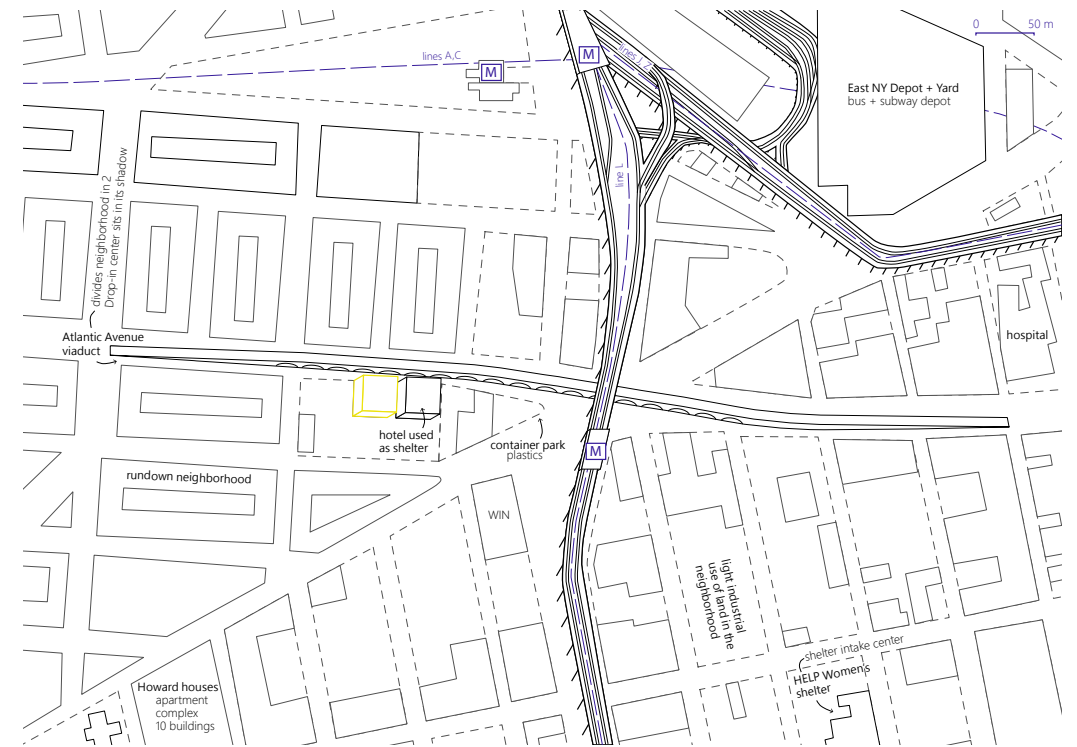 0 50 m
lines A,C
M
M
lines J, Z
East NY Depot + Yard
bus + subway depot
line L
divides neighborhood in 2
Drop-in center sits in its shadow
Atlantic Avenue
viaduct
hospital
hotel used
as shelter
container park
plastics
M
rundown neighborhood
WIN
light industrial
use of land in the
neighborhood
shelter intake center
HELP Women's
shelter
Howard houses
apartment
complex
10 buildings